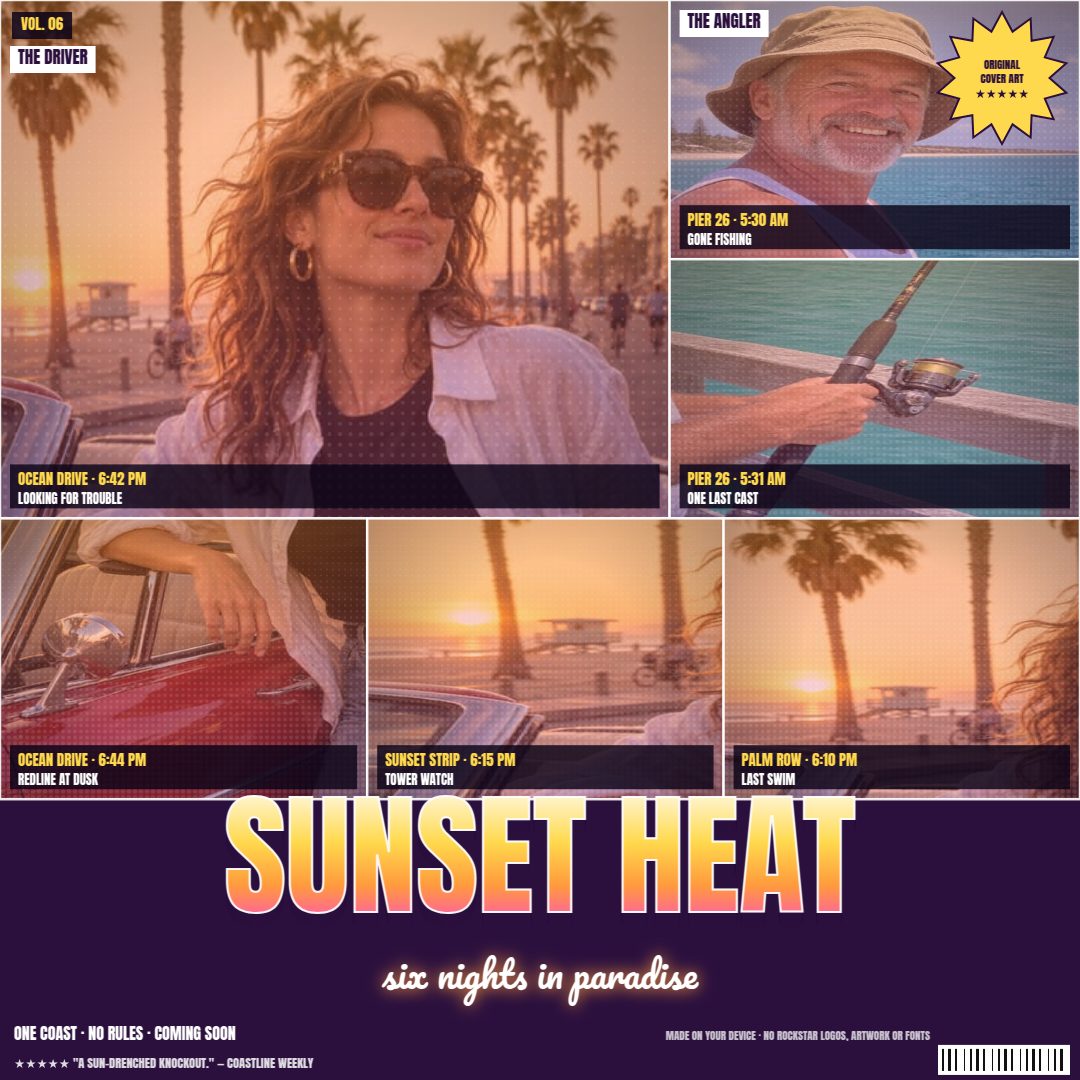 VOL. 06
THE DRIVER
OCEAN DRIVE · 6:42 PM
LOOKING FOR TROUBLE
THE ANGLER
ORIGINAL
COVER ART
★★★★★
PIER 26 · 5:30 AM
GONE FISHING
PIER 26 · 5:31 AM
ONE LAST CAST
OCEAN DRIVE · 6:44 PM
REDLINE AT DUSK
SUNSET STRIP · 6:15 PM
TOWER WATCH
PALM ROW · 6:10 PM
LAST SWIM
SUNSET HEAT
six nights in paradise
ONE COAST · NO RULES · COMING SOON
★★★★★ "A SUN-DRENCHED KNOCKOUT." — COASTLINE WEEKLY
MADE ON YOUR DEVICE · NO ROCKSTAR LOGOS, ARTWORK OR FONTS